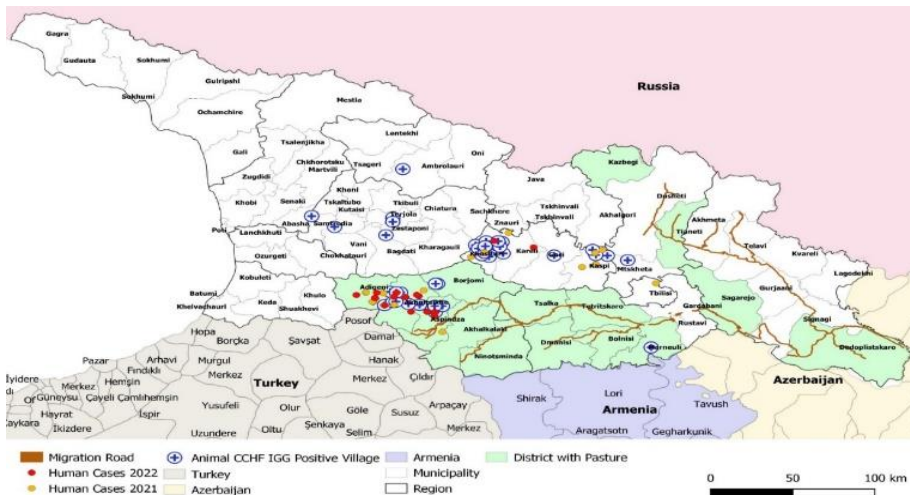 Gagra
Gudauta
Sokhumi
Gulripshi
Sokhumi
Ochamchire
Mestia
Russia
Gali
Tsalenjikha
Lentekhi
Oni
Chkhorotsku
Martvili
Tsageri
Ambrolauri
Kazbegi
Zugdidi
Java
Khobi
Senaki
Khoni
Tskaltubo
Kutaisi
Tkibuli
Chiatura
Sachkhere
Znauri
Tskhinvali
Tskhinvali
Akhalgori
Dusheti
Akhmeta
Tianeti
Abasha
Samtredia
Terjola
Zestaponi
Poti
Lanchkhuti
Vani
Bagdati
Kharagauli
Kareli
Gori
Kaspi
Mtskheta
Telavi
Kvareli
Ozurgeti
Chokhatauri
Lagodekhi
Kobuleti
Borjomi
Adigeni
Tbilisi
Gurjaani
Sagarejo
Batumi
Khelvachauri
Keda
Khulo
Shuakhevi
Aspindza
Tsalka
Tetritskaro
Gardabani
Rustavi
Signagi
Dedoplistskaro
Akhalkalaki
Dmanisi
Bolnisi
Ninotsminda
Hopa
Borçka
Şavşat
Posof
Damal
Hanak
Pazar
Arhavi
Murgul
Fındıklı
Merkez
Çıldır
Azerbaijan
Merkez
Hemşin
Turkey
Merkez
Shirak
Lori
Güneysu
Çayeli
Çamlıhemşin
Yusufeli
Olur
Göle
Susuz
Arpaçay
Armenia
Tavush
Of
Hayrat
İspir
Oltu
Şenkaya
Merkez
Aragatsotn
Gegharkunik
İkizdere
Uzundere
Selim
Migration Road
Animal CCHF IGG Positive Village
Armenia
District with Pasture
Human Cases 2022
Turkey
Municipality
Human Cases 2021
Azerbaijan
Region
0 50 100 km